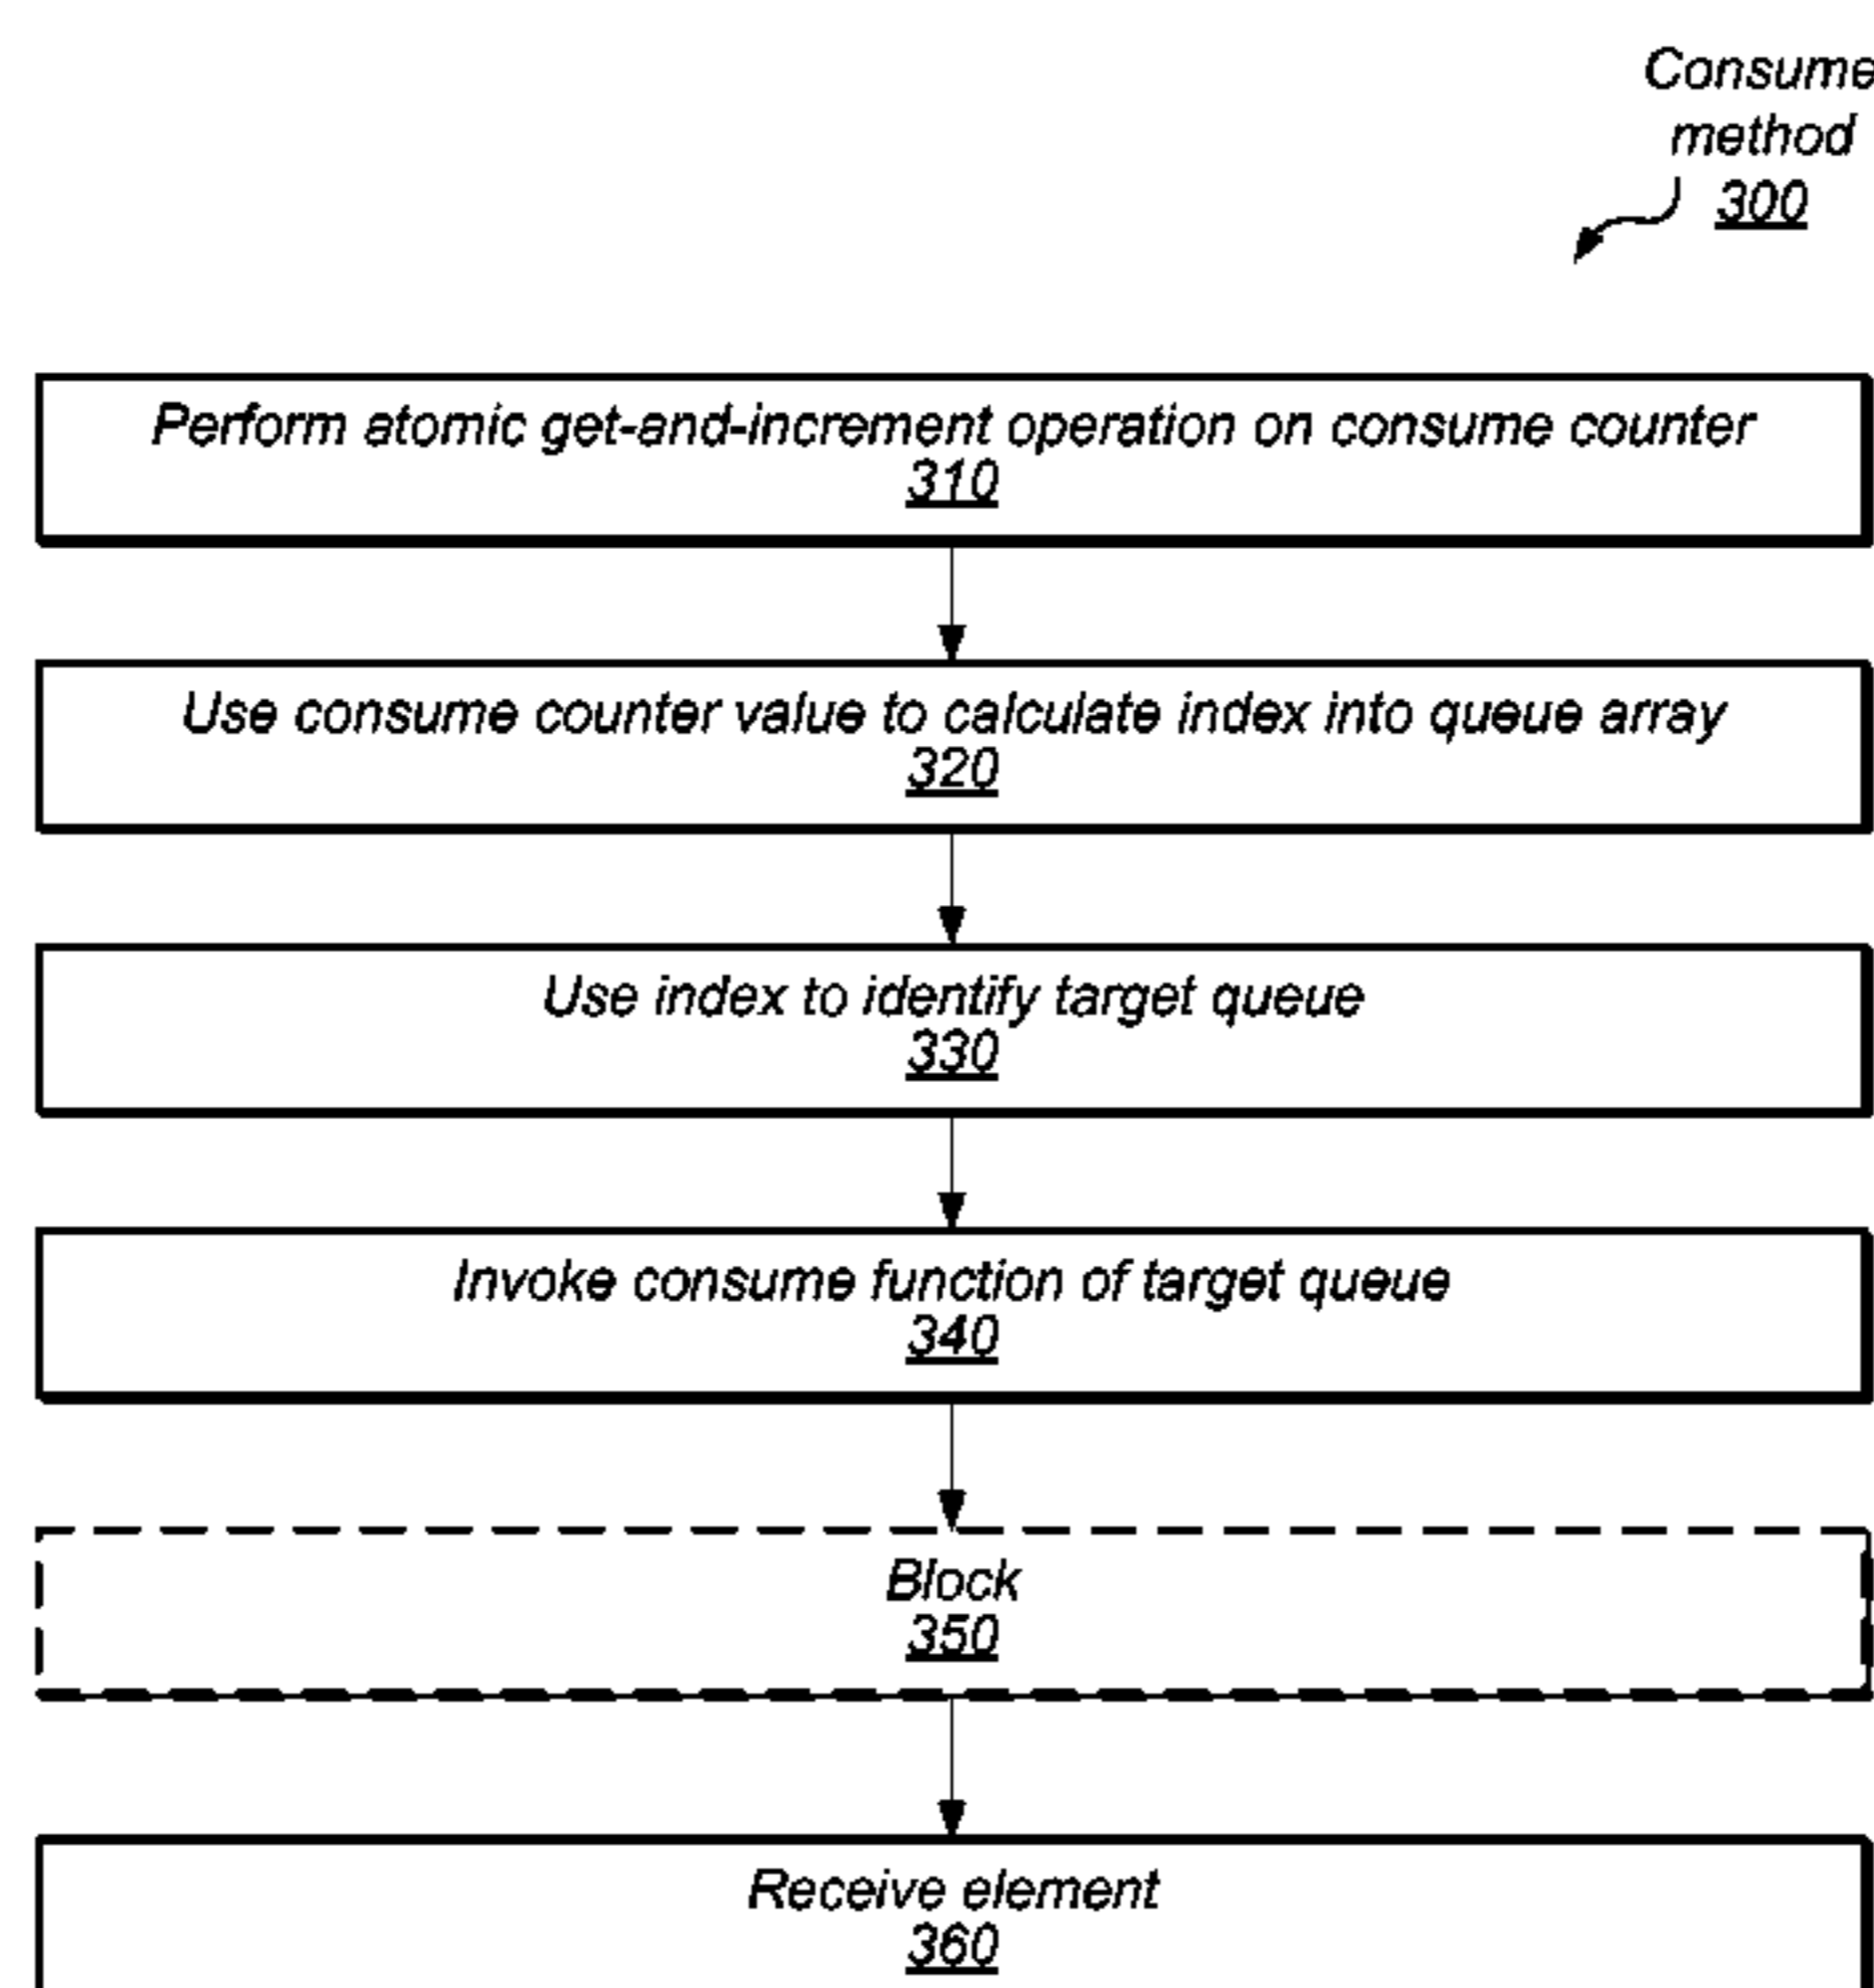 Consume
method
300
Perform atomic get-and-increment operation on consume counter
310
Use consume counter value to calculate index into queue array
320
Use index to identify target queue
330
Invoke consume function of target queue
340
Block
350
Receive element
360